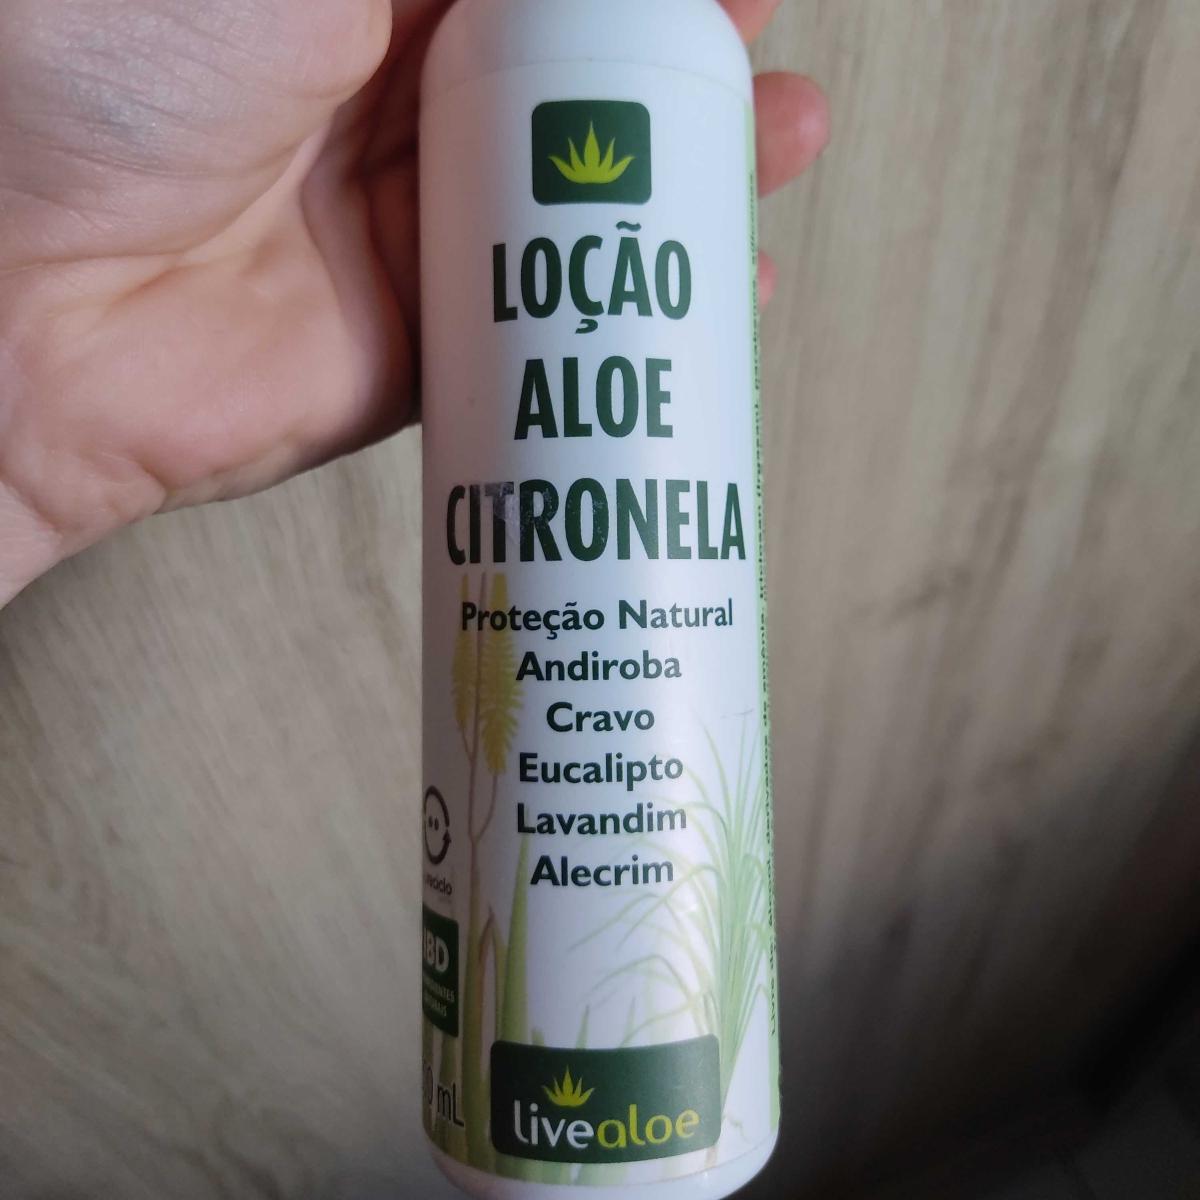 LOÇÃO
ALOE
CITRONELA
Proteção Natural
Andiroba
Cravo
Eucalipto
Lavandim
Alecrim
IBD
mL
livealoe